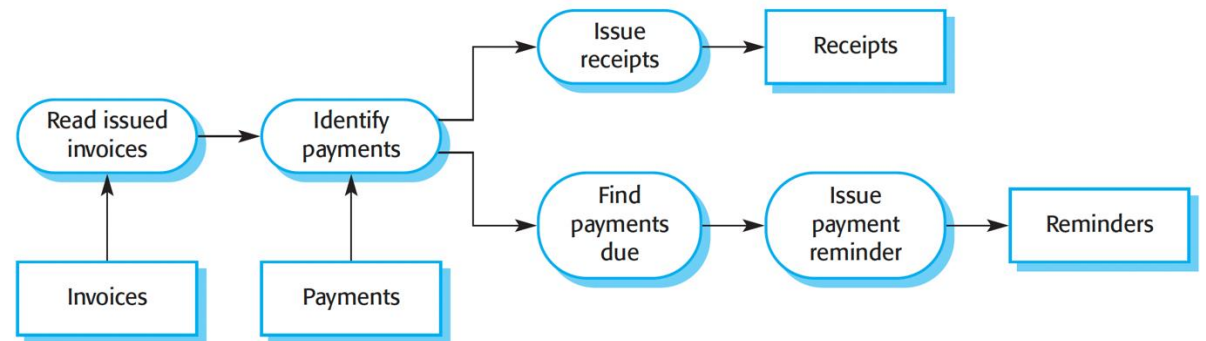 Issue
receipts
Receipts
Read issued
invoices
Identify
payments
Find
payments
due
Issue
payment
reminder
Reminders
Invoices
Payments